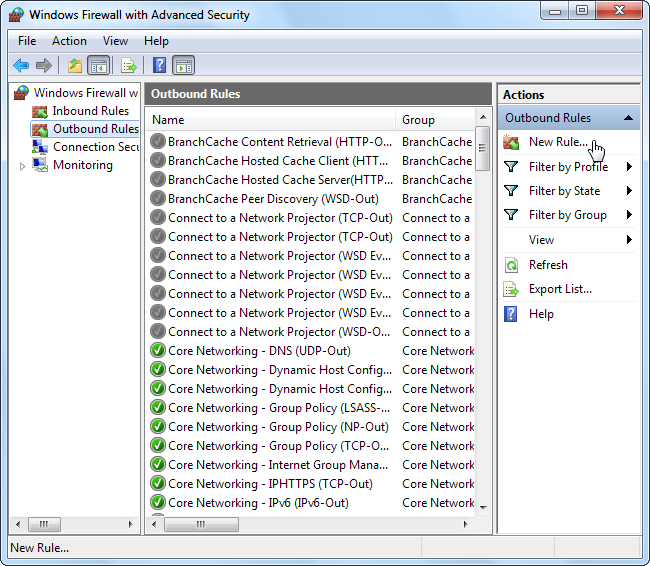 Windows Firewall with Advanced Security
File Action View Help
Windows Firewall w
Inbound Rules
Outbound Rules
Connection Secu
Monitoring
Outbound Rules
Name Group
BranchCache Content Retrieval (HTTP-O... BranchCache
BranchCache Hosted Cache Client (HTT... BranchCache
BranchCache Hosted Cache Server(HTTP... BranchCache
BranchCache Peer Discovery (WSD-Out) BranchCache
Connect to a Network Projector (TCP-Out) Connect to a
Connect to a Network Projector (TCP-Out) Connect to a
Connect to a Network Projector (WSD Ev... Connect to a
Connect to a Network Projector (WSD Ev... Connect to a
Connect to a Network Projector (WSD Ev... Connect to a
Connect to a Network Projector (WSD Ev... Connect to a
Connect to a Network Projector (WSD-O... Connect to a
Core Networking - DNS (UDP-Out) Core Network
Core Networking - Dynamic Host Config... Core Network
Core Networking - Dynamic Host Config... Core Network
Core Networking - Group Policy (LSASS-... Core Network
Core Networking - Group Policy (NP-Out) Core Network
Core Networking - Group Policy (TCP-O... Core Network
Core Networking - Internet Group Mana... Core Network
Core Networking - IPHTTPS (TCP-Out) Core Network
Core Networking - IPv6 (IPv6-Out) Core Network
Actions
Outbound Rules
New Rule...
Filter by Profile
Filter by State
Filter by Group
View
Refresh
Export List...
Help
New Rule...